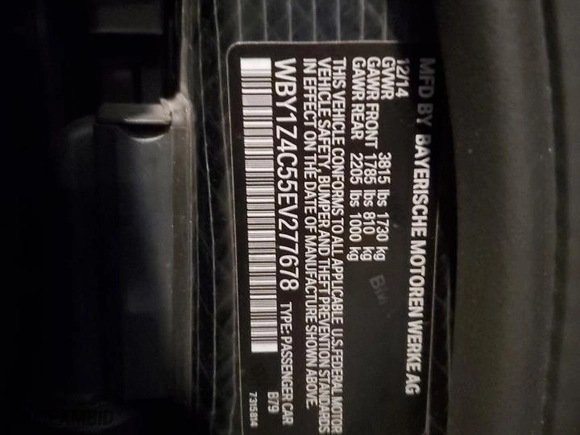 MFD BY BAYERISCHE MOTOREN WERKE AG
12/14
GVWR 3815 lbs 1730 kg
GAWR FRONT 1785 lbs 810 kg
GAWR REAR 2205 lbs 1000 kg
THIS VEHICLE CONFORMS TO ALL APPLICABLE U.S. FEDERAL MOTOR
VEHICLE SAFETY, BUMPER AND THEFT PREVENTION STANDARDS
IN EFFECT ON THE DATE OF MANUFACTURE SHOWN ABOVE.
WBY1Z4C55EV277678 TYPE: PASSENGER CAR
B79
7315814